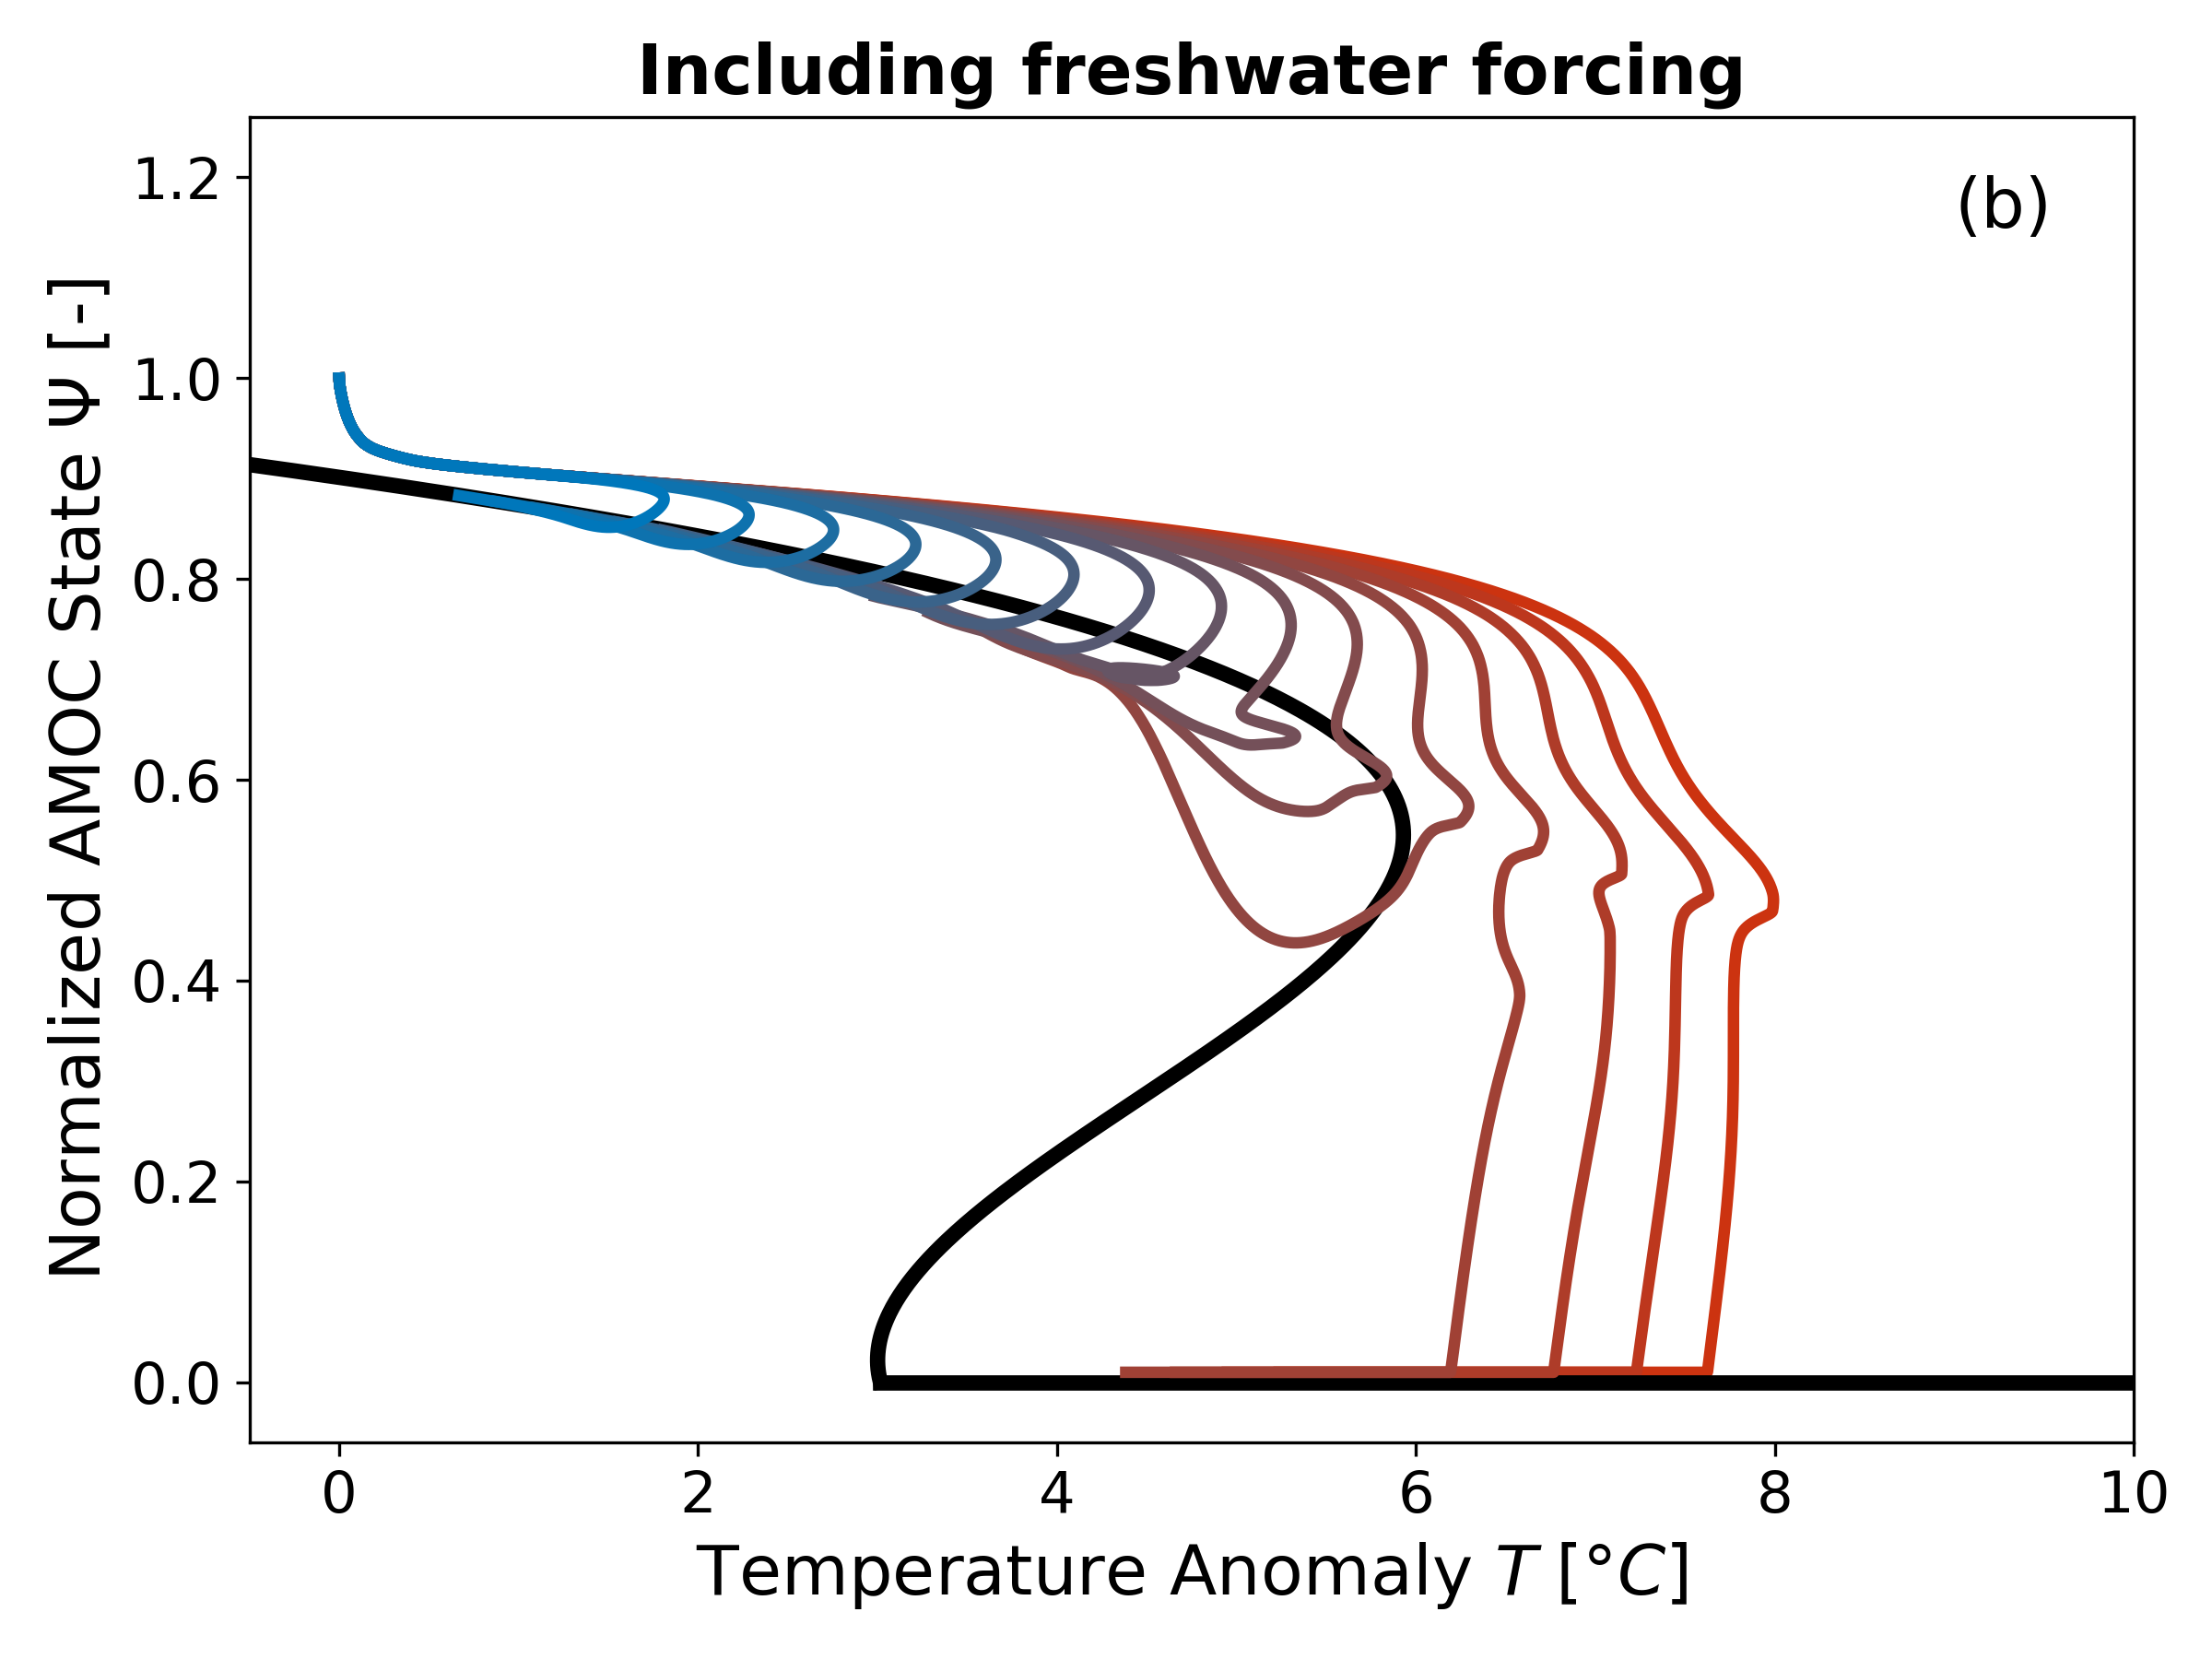 Including freshwater forcing
(b)
Normalized AMOC State Ψ [-]
1.2
1.0
0.8
0.6
0.4
0.2
0.0
0 2 4 6 8 10
Temperature Anomaly T [°C]